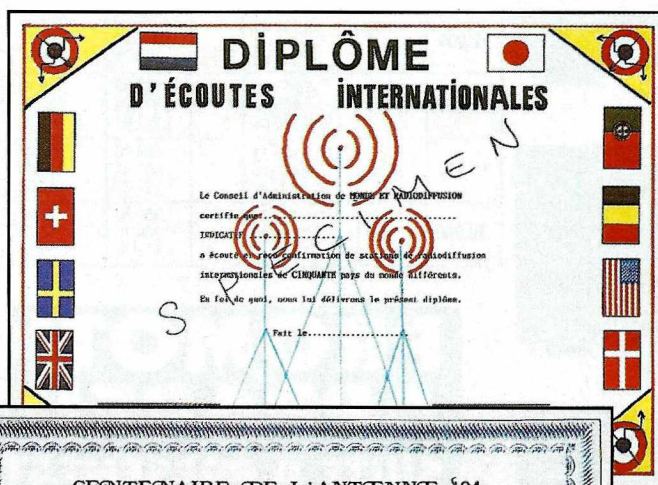 DİPLÔME
D'ÉCOUTES İNTERNATİONALES
Le Conseil d'Administration de MONDE ET RADIODIFFUSION
certifie que
INDICATIF
a écouté et reçu confirmation de stations de radiodiffusion
internationales de CINQUANTE pays du monde différents.
En foi de quoi, nous lui délivrons le présent diplôme.
Fait le
SPECIMEN
CENTENAIRE DE L'ANTENNE